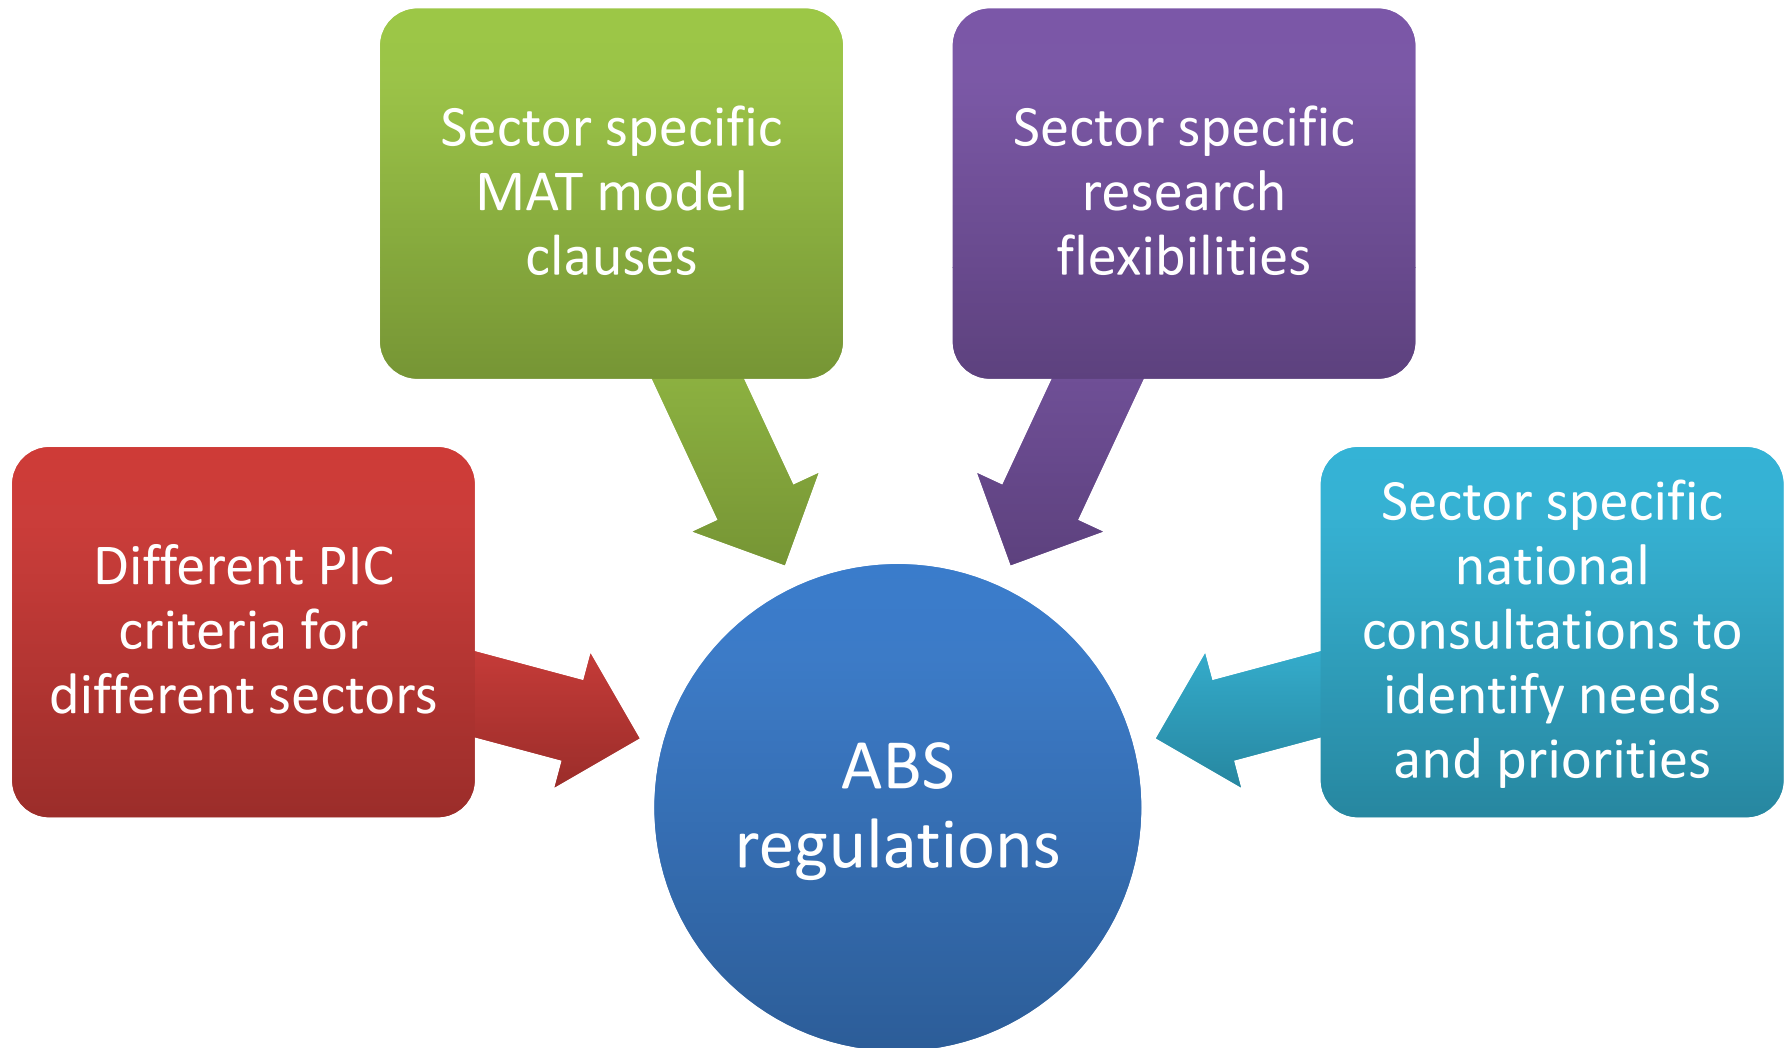 Sector specific
MAT model
clauses
Sector specific
research
flexibilities
Different PIC
criteria for
different sectors
Sector specific
national
consultations to
identify needs
and priorities
ABS
regulations